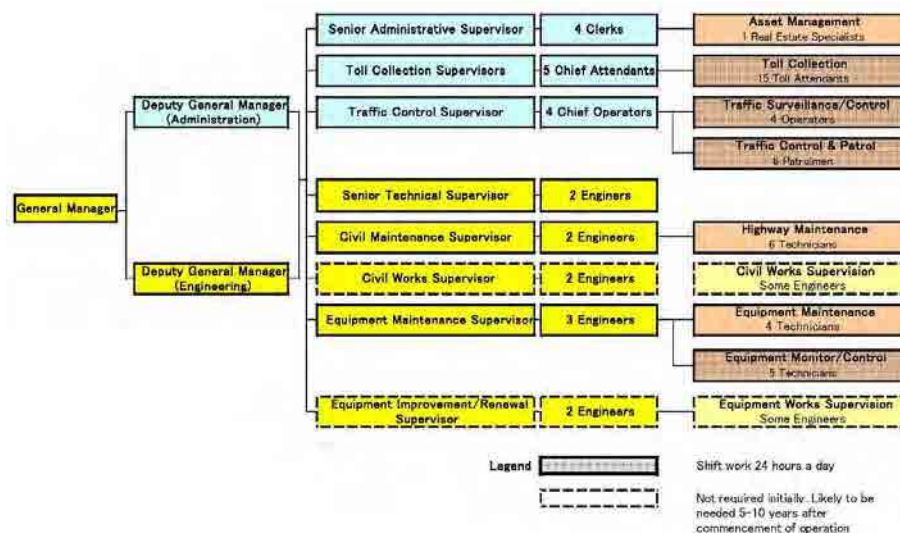 Senior Administrative Supervisor
4 Clerks
Asset Management
1 Real Estate Specialists
Toll Collection Supervisors
5 Chief Attendants
Toll Collection
15 Toll Attendants
Deputy General Manager
(Administration)
Traffic Control Supervisor
4 Chief Operators
Traffic Surveillance/Control
4 Operators
Traffic Control & Patrol
6 Patrolmen
General Manager
Senior Technical Supervisor
2 Enginers
Civil Maintenance Supervisor
2 Engineers
Highway Maintenance
6 Technicians
Deputy General Manager
(Engineering)
Civil Works Supervisor
2 Engineers
Civil Works Supervision
Some Engineers
Equipment Maintenance Supervisor
3 Engineers
Equipment Maintenance
4 Technicians
Equipment Monitor/Control
5 Technicians
Equipment Improvement/Renewal
Supervisor
2 Engineers
Equipment Works Supervision
Some Engineers
Legend
Shift work 24 hours a day
Not required initially. Likely to be
needed 5-10 years after
commencement of operation